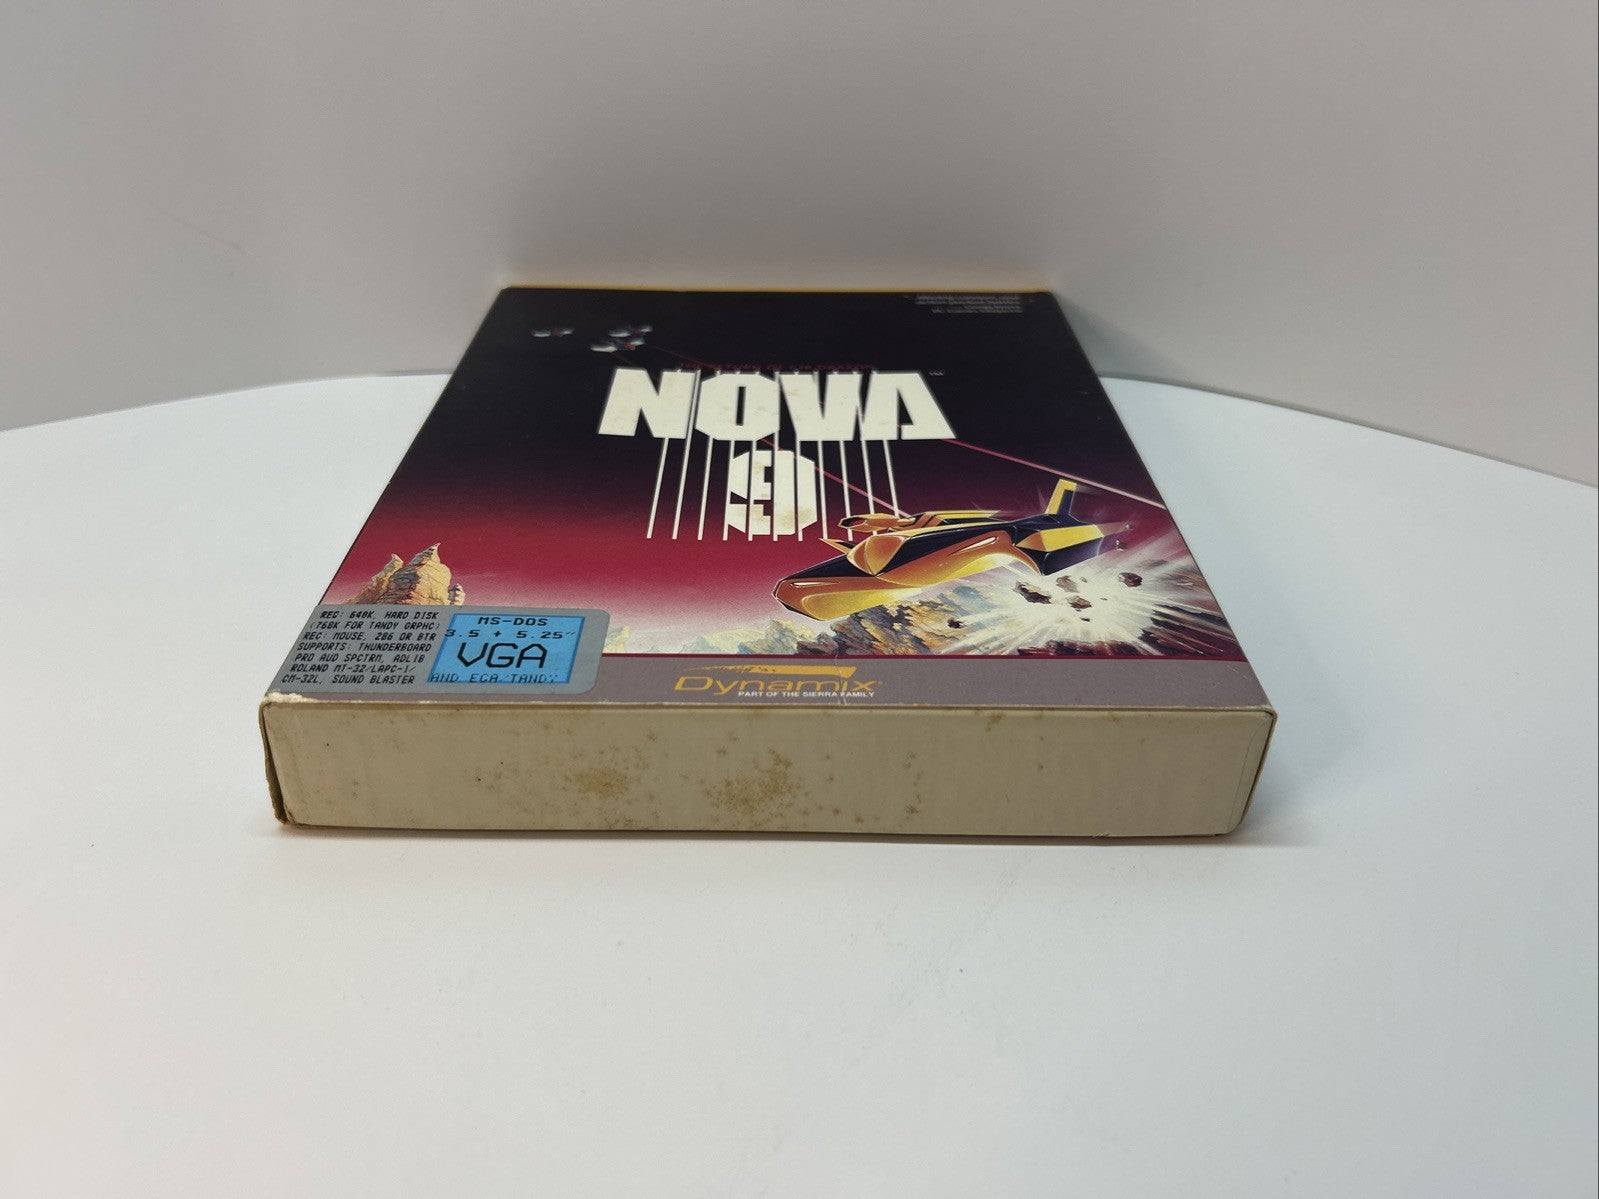 NOVA
9
REQ: 640K, HARD DISK
(768K FOR TANDY GRPHC)
REC: MOUSE, 286 OR BTR
SUPPORTS: THUNDERBOARD
PRO AUD SPCTRM, ADLIB
ROLAND MT-32/LAPC-1/
CM-32L, SOUND BLASTER
MS-DOS
3.5 + 5.25"
VGA
AND EGA/TANDY
Dynamix
PART OF THE SIERRA FAMILY